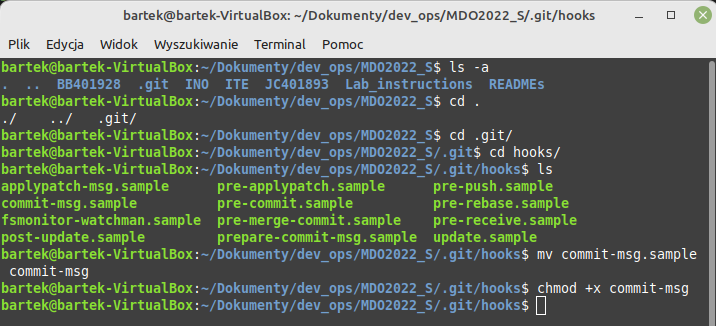 bartek@bartek-VirtualBox: ~/Dokumenty/dev_ops/MDO2022_S/.git/hooks
Plik Edycja Widok Wyszukiwanie Terminal Pomoc
bartek@bartek-VirtualBox:~/Dokumenty/dev_ops/MDO2022_S$ ls -a
. .. BB401928 .git INO ITE JC401893 Lab_instructions READMEs
bartek@bartek-VirtualBox:~/Dokumenty/dev_ops/MDO2022_S$ cd .
./ ../ .git/
bartek@bartek-VirtualBox:~/Dokumenty/dev_ops/MDO2022_S$ cd .git/
bartek@bartek-VirtualBox:~/Dokumenty/dev_ops/MDO2022_S/.git$ cd hooks/
bartek@bartek-VirtualBox:~/Dokumenty/dev_ops/MDO2022_S/.git/hooks$ ls
applypatch-msg.sample pre-applypatch.sample pre-push.sample
commit-msg.sample pre-commit.sample pre-rebase.sample
fsmonitor-watchman.sample pre-merge-commit.sample pre-receive.sample
post-update.sample prepare-commit-msg.sample update.sample
bartek@bartek-VirtualBox:~/Dokumenty/dev_ops/MDO2022_S/.git/hooks$ mv commit-msg.sample
commit-msg
bartek@bartek-VirtualBox:~/Dokumenty/dev_ops/MDO2022_S/.git/hooks$ chmod +x commit-msg
bartek@bartek-VirtualBox:~/Dokumenty/dev_ops/MDO2022_S/.git/hooks$